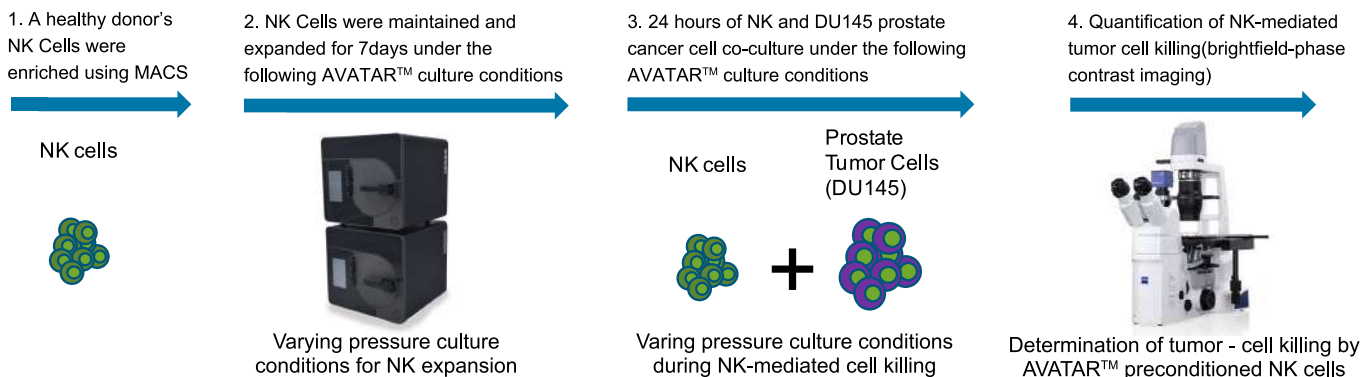 1. A healthy donor's
NK Cells were
enriched using MACS
2. NK Cells were maintained and
expanded for 7days under the
following AVATAR™ culture conditions
3. 24 hours of NK and DU145 prostate
cancer cell co-culture under the following
AVATAR™ culture conditions
4. Quantification of NK-mediated
tumor cell killing(brightfield-phase
contrast imaging)
NK cells
Varying pressure culture
conditions for NK expansion
NK cells
Prostate
Tumor Cells
(DU145)
+
Varing pressure culture conditions
during NK-mediated cell killing
Determination of tumor - cell killing by
AVATAR™ preconditioned NK cells